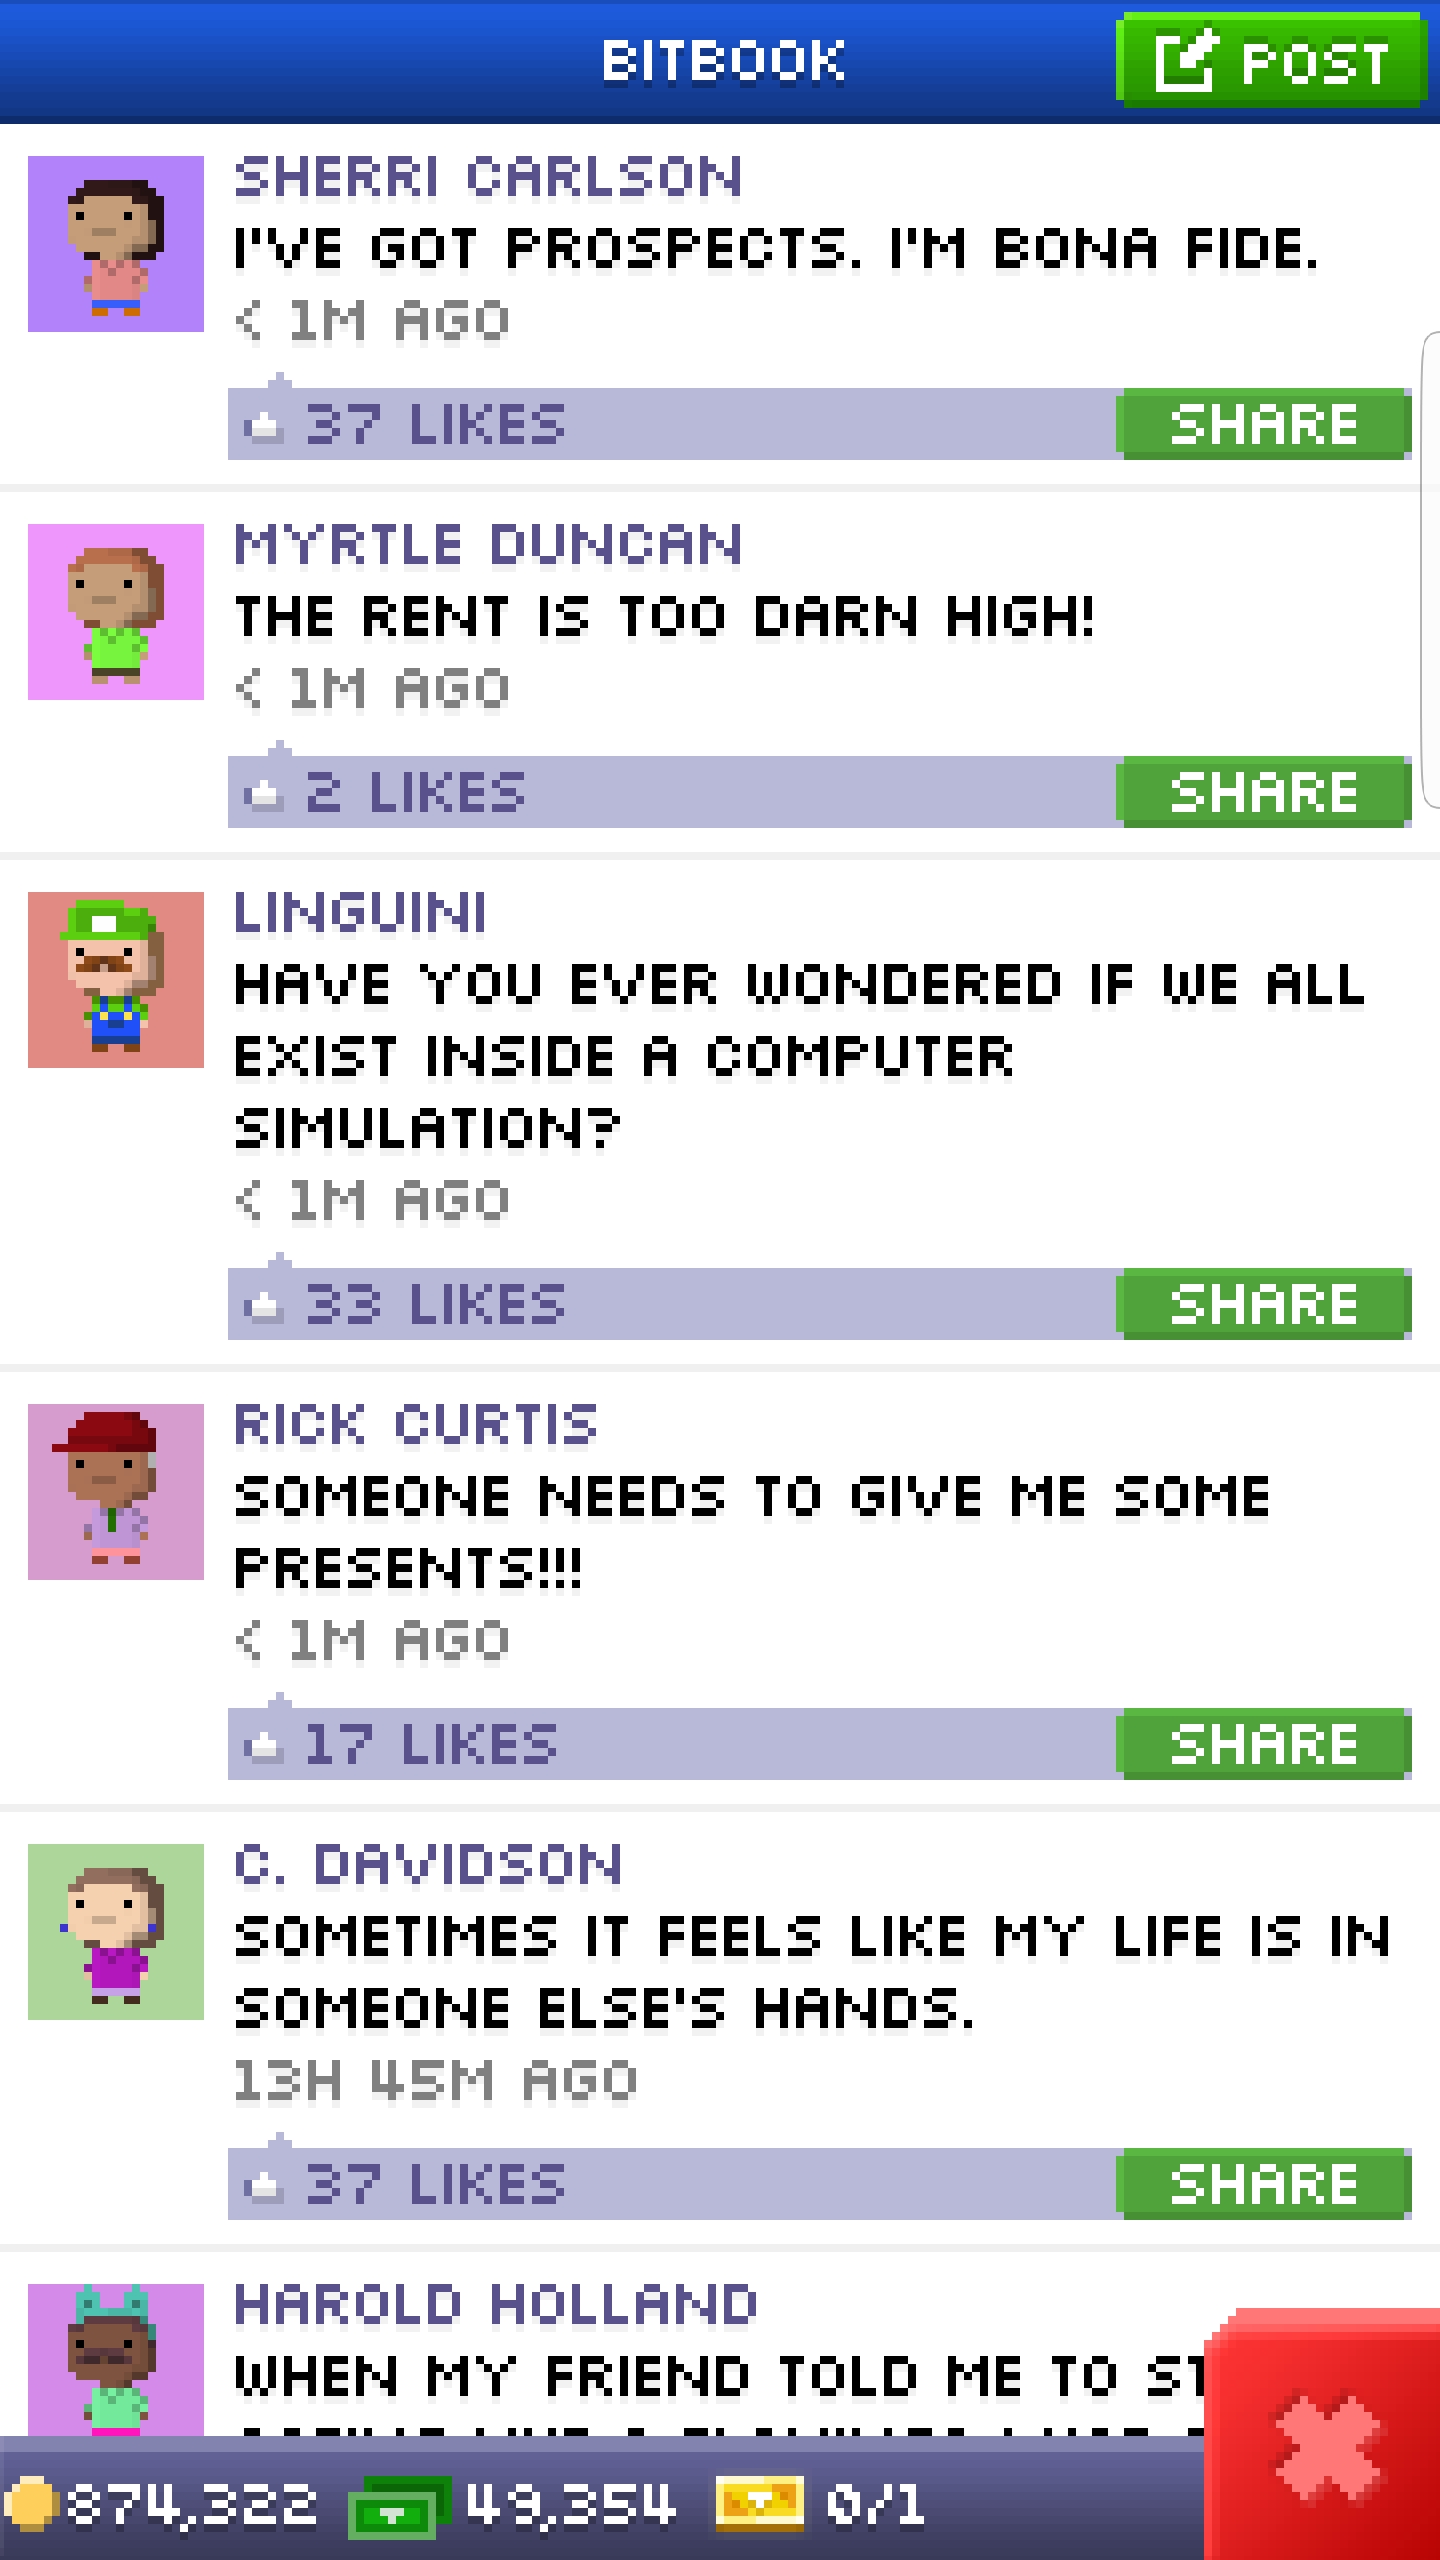 BITBOOK
POST
SHERRI CARLSON
I'VE GOT PROSPECTS. I'M BONA FIDE.
< 1M AGO
37 LIKES
SHARE
MYRTLE DUNCAN
THE RENT IS TOO DARN HIGH!
< 1M AGO
2 LIKES
SHARE
LINGUINI
HAVE YOU EVER WONDERED IF WE ALL
EXIST INSIDE A COMPUTER
SIMULATION?
< 1M AGO
33 LIKES
SHARE
RICK CURTIS
SOMEONE NEEDS TO GIVE ME SOME
PRESENTS!!!
< 1M AGO
17 LIKES
SHARE
C. DAVIDSON
SOMETIMES IT FEELS LIKE MY LIFE IS IN
SOMEONE ELSE'S HANDS.
13H 45M AGO
37 LIKES
SHARE
HAROLD HOLLAND
WHEN MY FRIEND TOLD ME TO
874,322
49,354
0/1